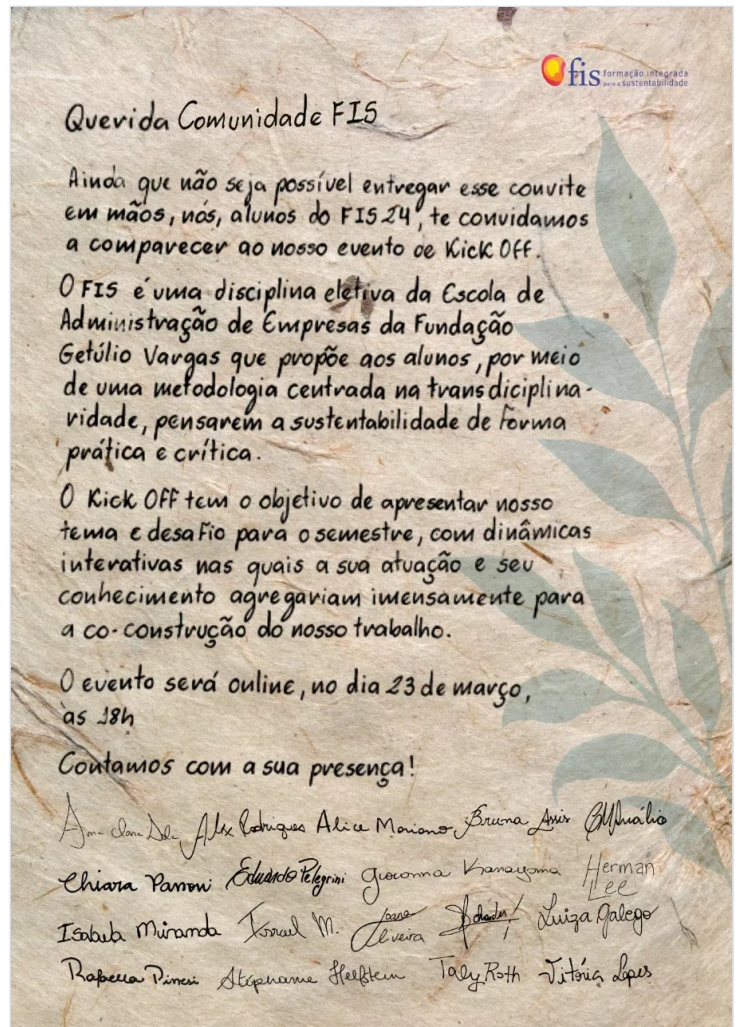 fis formação integrada
para a sustentabilidade
Querida Comunidade FIS
Ainda que não seja possível entregar esse convite
em mãos, nós, alunos do FIS 24, te convidamos
a comparecer ao nosso evento de Kick Off.
O FIS é uma disciplina eletiva da Escola de
Administração de Empresas da Fundação
Getúlio Vargas que propõe aos alunos, por meio
de uma metodologia centrada na transdiciplina-
ridade, pensarem a sustentabilidade de forma
prática e crítica.
O Kick Off tem o objetivo de apresentar nosso
tema e desafio para o semestre, com dinâmicas
interativas nas quais a sua atuação e seu
conhecimento agregariam imensamente para
a co-construção do nosso trabalho.
O evento será online, no dia 23 de março,
às 18h
Contamos com a sua presença!
Ana Clara Alex Rodrigues Alice Mariano Bruna Assis
Chiara Eduardo Pelegrini Giovanna Kanayama Herman
Lee
Isabela Miranda Israel M. Joana Oliveira Luiza Galego
Rafaella Stephanie Helfstein Taly Roth Vitória Lopes